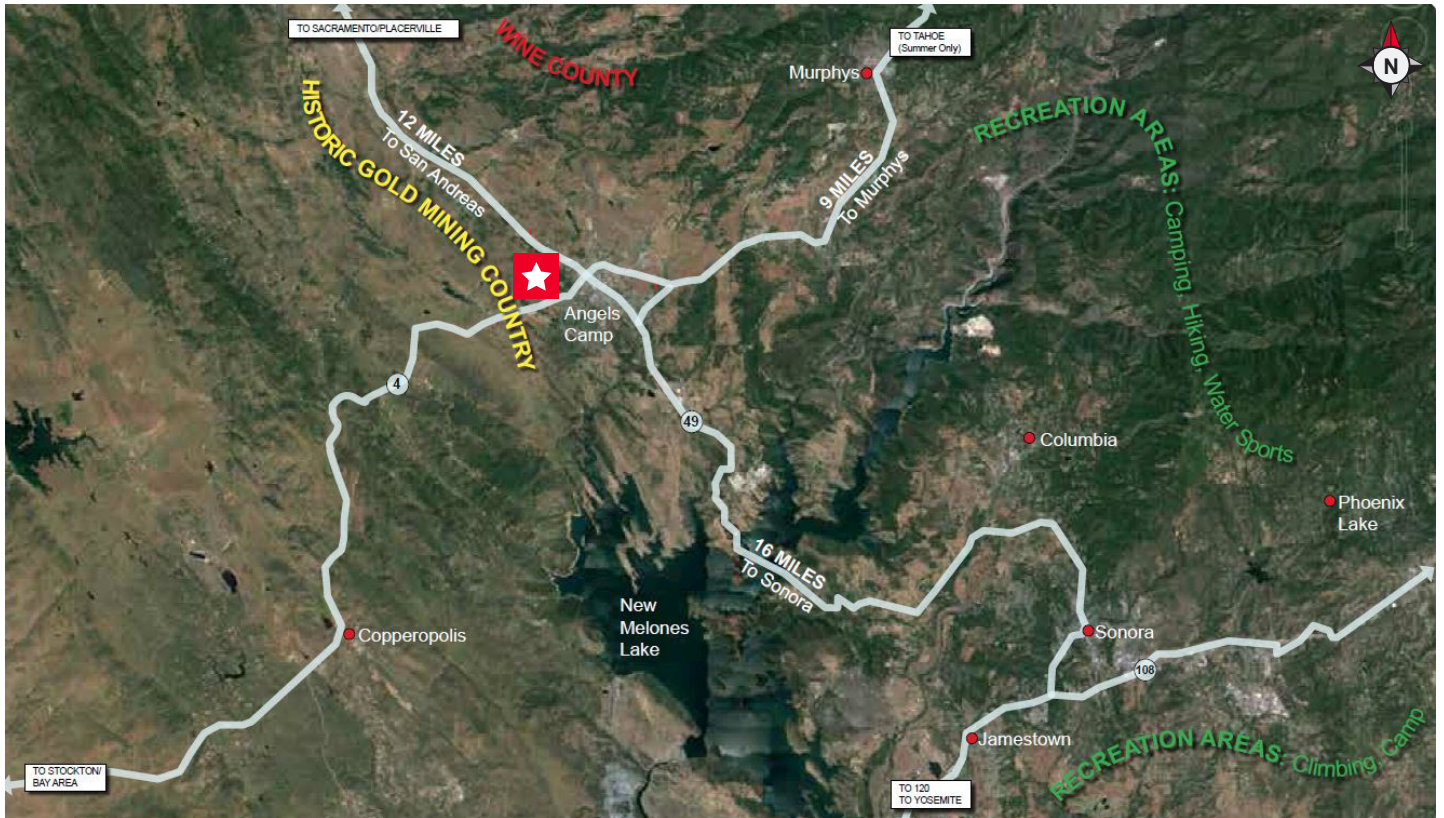 TO SACRAMENTO/PLACERVILLE
WINE COUNTY
TO TAHOE
(Summer Only)
N
Murphys
HISTORIC GOLD MINING COUNTRY
12 MILES
To San Andreas
9 MILES
To Murphys
RECREATION AREAS: Camping, Hiking, Water Sports
Angels
Camp
4
49
Columbia
Phoenix
Lake
16 MILES
To Sonora
New
Melones
Lake
Copperopolis
Sonora
108
Jamestown
RECREATION AREAS: Climbing, Camp
TO STOCKTON/
BAY AREA
TO 120
TO YOSEMITE